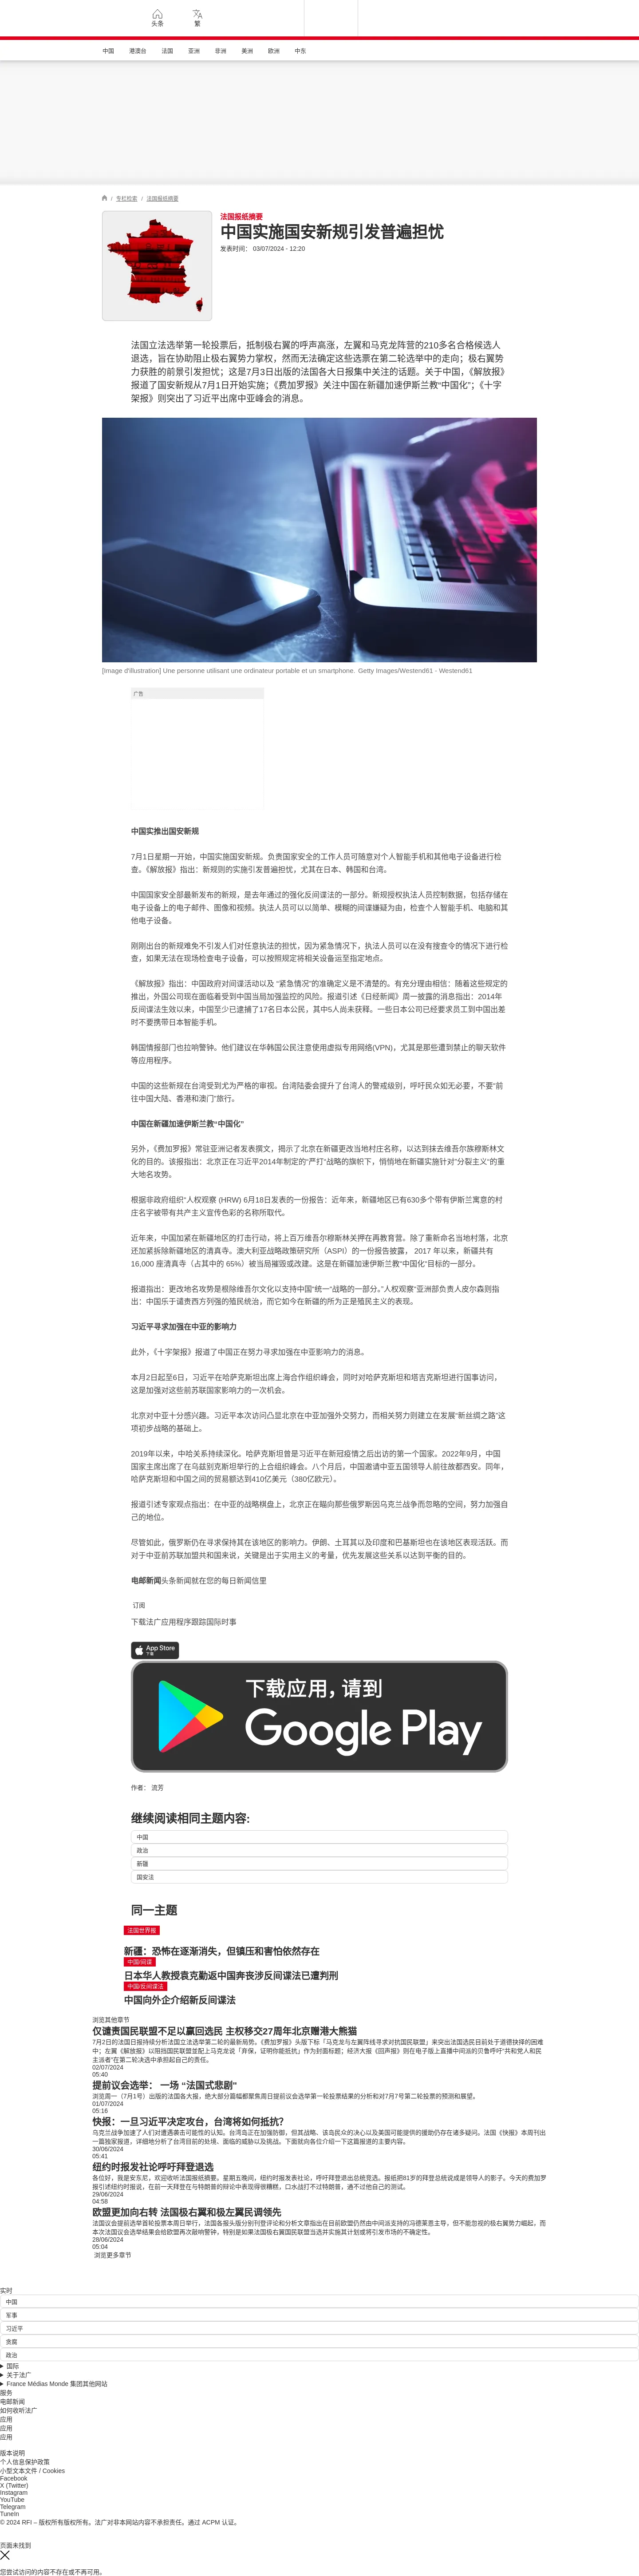 头条
繁
中国
港澳台
法国
亚洲
非洲
美洲
欧洲
中东
/ 专栏检索 / 法国报纸摘要
法国报纸摘要
中国实施国安新规引发普遍担忧
发表时间： 03/07/2024 - 12:20
法国立法选举第一轮投票后，抵制极右翼的呼声高涨，左翼和马克龙阵营的210多名合格候选人
退选，旨在协助阻止极右翼势力掌权，然而无法确定这些选票在第二轮选举中的走向；极右翼势
力获胜的前景引发担忧；这是7月3日出版的法国各大日报集中关注的话题。关于中国，《解放报》
报道了国安新规从7月1日开始实施；《费加罗报》关注中国在新疆加速伊斯兰教“中国化”；《十字
架报》则突出了习近平出席中亚峰会的消息。
[Image d'illustration] Une personne utilisant une ordinateur portable et un smartphone. Getty Images/Westend61 - Westend61
广告
中国实推出国安新规
7月1日星期一开始，中国实施国安新规。负责国家安全的工作人员可随意对个人智能手机和其他电子设备进行检
查。《解放报》指出：新规则的实施引发普遍担忧，尤其在日本、韩国和台湾。
中国国家安全部最新发布的新规，是去年通过的强化反间谍法的一部分。新规授权执法人员控制数据，包括存储在
电子设备上的电子邮件、图像和视频。执法人员可以以简单、模糊的间谍嫌疑为由，检查个人智能手机、电脑和其
他电子设备。
刚刚出台的新规难免不引发人们对任意执法的担忧，因为紧急情况下，执法人员可以在没有搜查令的情况下进行检
查，如果无法在现场检查电子设备，可以按照规定将相关设备运至指定地点。
《解放报》指出：中国政府对间谍活动以及 “紧急情况”的准确定义是不清楚的。有充分理由相信：随着这些规定的
推出，外国公司现在面临着受到中国当局加强监控的风险。报道引述《日经新闻》周一披露的消息指出：2014年
反间谍法生效以来，中国至少已逮捕了17名日本公民，其中5人尚未获释。一些日本公司已经要求员工到中国出差
时不要携带日本智能手机。
韩国情报部门也拉响警钟。他们建议在华韩国公民注意使用虚拟专用网络(VPN)，尤其是那些遭到禁止的聊天软件
等应用程序。
中国的这些新规在台湾受到尤为严格的审视。台湾陆委会提升了台湾人的警戒级别，呼吁民众如无必要，不要“前
往中国大陆、香港和澳门”旅行。
中国在新疆加速伊斯兰教“中国化”
另外，《费加罗报》常驻亚洲记者发表撰文，揭示了北京在新疆更改当地村庄名称，以达到抹去维吾尔族穆斯林文
化的目的。该报指出：北京正在习近平2014年制定的“严打”战略的旗帜下，悄悄地在新疆实施针对“分裂主义”的重
大地名攻势。
根据非政府组织“人权观察 (HRW) 6月18日发表的一份报告：近年来，新疆地区已有630多个带有伊斯兰寓意的村
庄名字被带有共产主义宣传色彩的名称所取代。
近年来，中国加紧在新疆地区的打击行动，将上百万维吾尔穆斯林关押在再教育营。除了重新命名当地村落，北京
还加紧拆除新疆地区的清真寺。澳大利亚战略政策研究所（ASPI）的一份报告披露， 2017 年以来，新疆共有
16,000 座清真寺（占其中的 65%）被当局摧毁或改建。这是在新疆加速伊斯兰教“中国化”目标的一部分。
报道指出：更改地名攻势是根除维吾尔文化以支持中国“统一”战略的一部分。”人权观察“亚洲部负责人皮尔森则指
出：中国乐于谴责西方列强的殖民统治，而它如今在新疆的所为正是殖民主义的表现。
习近平寻求加强在中亚的影响力
此外，《十字架报》报道了中国正在努力寻求加强在中亚影响力的消息。
本月2日起至6日，习近平在哈萨克斯坦出席上海合作组织峰会，同时对哈萨克斯坦和塔吉克斯坦进行国事访问，
这是加强对这些前苏联国家影响力的一次机会。
北京对中亚十分感兴趣。习近平本次访问凸显北京在中亚加强外交努力，而相关努力则建立在发展“新丝绸之路”这
项初步战略的基础上。
2019年以来，中哈关系持续深化。哈萨克斯坦曾是习近平在新冠疫情之后出访的第一个国家。2022年9月，中国
国家主席出席了在乌兹别克斯坦举行的上合组织峰会。八个月后，中国邀请中亚五国领导人前往故都西安。同年，
哈萨克斯坦和中国之间的贸易额达到410亿美元（380亿欧元）。
报道引述专家观点指出：在中亚的战略棋盘上，北京正在瞄向那些俄罗斯因乌克兰战争而忽略的空间，努力加强自
己的地位。
尽管如此，俄罗斯仍在寻求保持其在该地区的影响力。伊朗、土耳其以及印度和巴基斯坦也在该地区表现活跃。而
对于中亚前苏联加盟共和国来说，关键是出于实用主义的考量，优先发展这些关系以达到平衡的目的。
电邮新闻头条新闻就在您的每日新闻信里
订阅
下载法广应用程序跟踪国际时事
App Store
下载
下载应用，请到
Google Play
作者： 流芳
继续阅读相同主题内容:
中国
政治
新疆
国安法
同一主题
法国世界报
新疆：恐怖在逐渐消失，但镇压和害怕依然存在
中国/间谍
日本华人教授袁克勤返中国奔丧涉反间谍法已遭判刑
中国/反间谍法
中国向外企介绍新反间谍法
浏览其他章节
仅谴责国民联盟不足以赢回选民 主权移交27周年北京赠港大熊猫
7月2日的法国日报持续分析法国立法选举第二轮的最新局势。《费加罗报》头版下标「马克龙与左翼阵线寻求对抗国民联盟」来突出法国选民目前处于道德抉择的困难
中；左翼《解放报》以阻挡国民联盟並配上马克龙说「弃保，证明你能抵抗」作为封面标题；经济大报《回声报》则在电子版上直播中间派的贝鲁呼吁“共和党人和民
主派者”在第二轮决选中承担起自己的责任。
02/07/2024
05:40
提前议会选举： 一场 “法国式悲剧”
浏览周一（7月1号）出版的法国各大报，绝大部分篇幅都聚焦周日提前议会选举第一轮投票结果的分析和对7月7号第二轮投票的预测和展望。
01/07/2024
05:16
快报：一旦习近平决定攻台，台湾将如何抵抗?
乌克兰战争加速了人们对遭遇袭击可能性的认知。台湾岛正在加强防御，但其战略、该岛民众的决心以及美国可能提供的援助仍存在诸多疑问。法国《快报》本周刊出
一篇独家报道，详细地分析了台湾目前的处境、面临的威胁以及挑战。下面就向各位介绍一下这篇报道的主要内容。
30/06/2024
05:41
纽约时报发社论呼吁拜登退选
各位好，我是安东尼，欢迎收听法国报纸摘要。星期五晚间，纽约时报发表社论，呼吁拜登退出总统竞选。报纸把81岁的拜登总统说成是领导人的影子。今天的费加罗
报引述纽约时报说，在前一天拜登在与特朗普的辩论中表现得很糟糕，口水战打不过特朗普，通不过他自己的测试。
29/06/2024
04:58
欧盟更加向右转 法国极右翼和极左翼民调领先
法国议会提前选举首轮投票本周日举行，法国各报头版分别刊登评论和分析文章指出在目前欧盟仍然由中间派支持的冯德莱恩主导，但不能忽视的极右翼势力崛起，而
本次法国议会选举结果会给欧盟再次敲响警钟，特别是如果法国极右翼国民联盟当选并实施其计划或将引发市场的不确定性。
28/06/2024
05:04
浏览更多章节
实时
中国
军事
习近平
贪腐
政治
国际
关于法广
France Médias Monde 集团其他网站
服务
电邮新闻
如何收听法广
应用
应用
应用
版本说明
个人信息保护政策
小型文本文件 / Cookies
Facebook
X (Twitter)
Instagram
YouTube
Telegram
TuneIn
© 2024 RFI – 版权所有版权所有。法广对非本网站内容不承担责任。通过 ACPM 认证。
页面未找到
您尝试访问的内容不存在或不再可用。